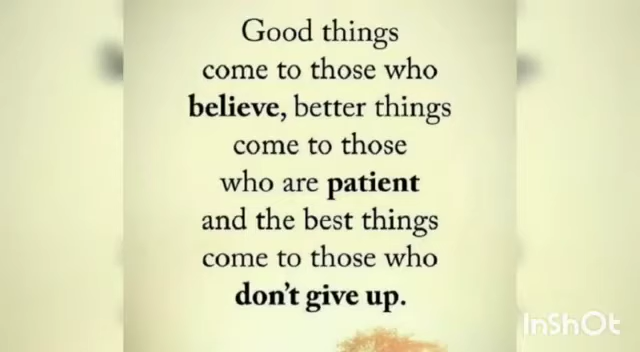 Good things
come to those who
believe, better things
come to those
who are patient
and the best things
come to those who
don't give up.
InShOt